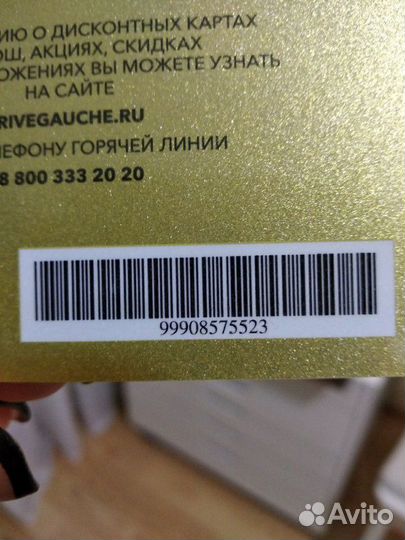 ИЮ О ДИСКОНТНЫХ КАРТАХ
ОШ, АКЦИЯХ, СКИДКАХ
ОЖЕНИЯХ ВЫ МОЖЕТЕ УЗНАТЬ
НА САЙТЕ
RIVEGAUCHE.RU
ЛЕФОНУ ГОРЯЧЕЙ ЛИНИИ
8 800 333 20 20
99908575523
Avito